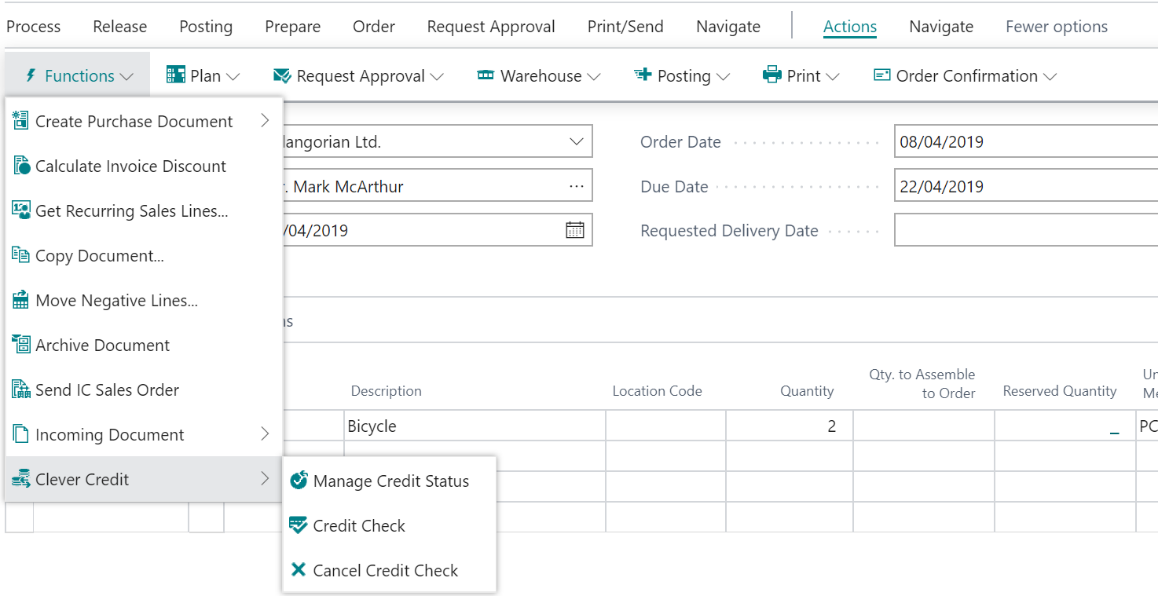 Process Release Posting Prepare Order Request Approval Print/Send Navigate Actions Navigate Fewer options
Functions Plan Request Approval Warehouse Posting Print Order Confirmation
Create Purchase Document
Calculate Invoice Discount
Get Recurring Sales Lines...
Copy Document...
Move Negative Lines...
Archive Document
Send IC Sales Order
Incoming Document
Clever Credit
Manage Credit Status
Credit Check
Cancel Credit Check
Ltd.
Mark McArthur
/04/2019
Order Date 08/04/2019
Due Date 22/04/2019
Requested Delivery Date
Description Location Code Quantity Qty. to Assemble
to Order Reserved Quantity
Bicycle 2 _ PC